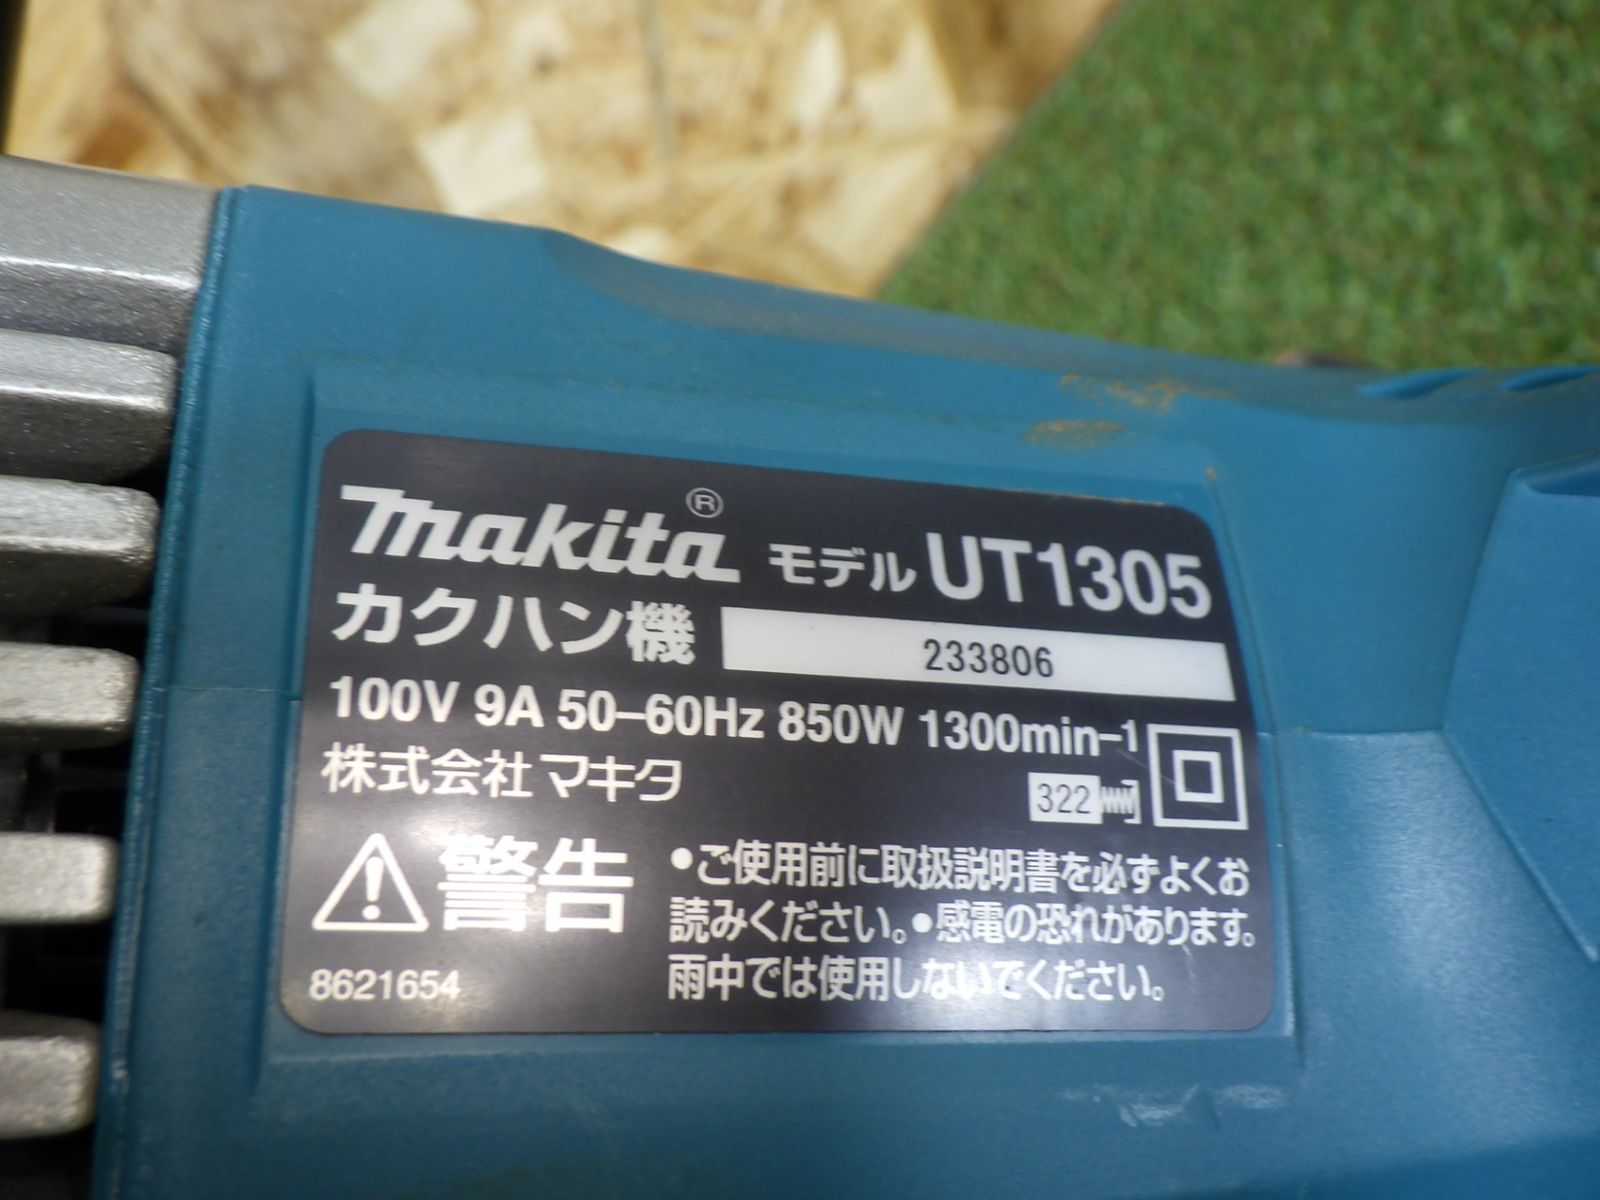 makita® モデル UT1305
カクハン機 233806
100V 9A 50–60Hz 850W 1300min–1
株式会社 マキタ 322
警告
●ご使用前に取扱説明書を必ずよくお
読みください。●感電の恐れがあります。
雨中では使用しないでください。
8621654